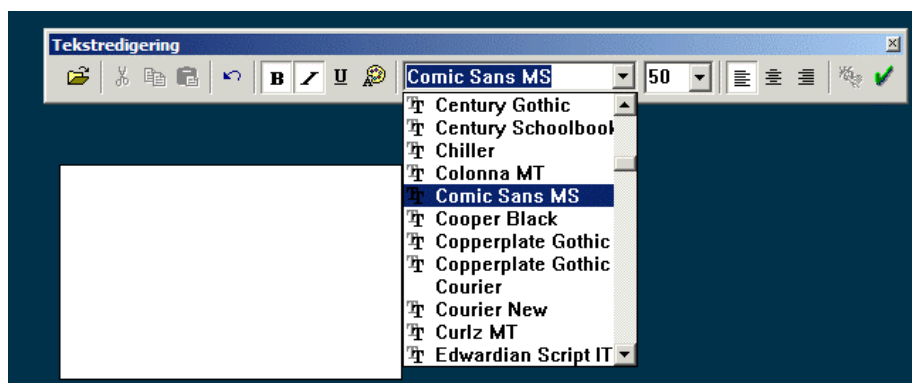 Tekstredigering
B I U A Comic Sans MS 50
Century Gothic
Century Schoolbook
Chiller
Colonna MT
Comic Sans MS
Cooper Black
Copperplate Gothic
Copperplate Gothic
Courier
Courier New
Curlz MT
Edwardian Script IT